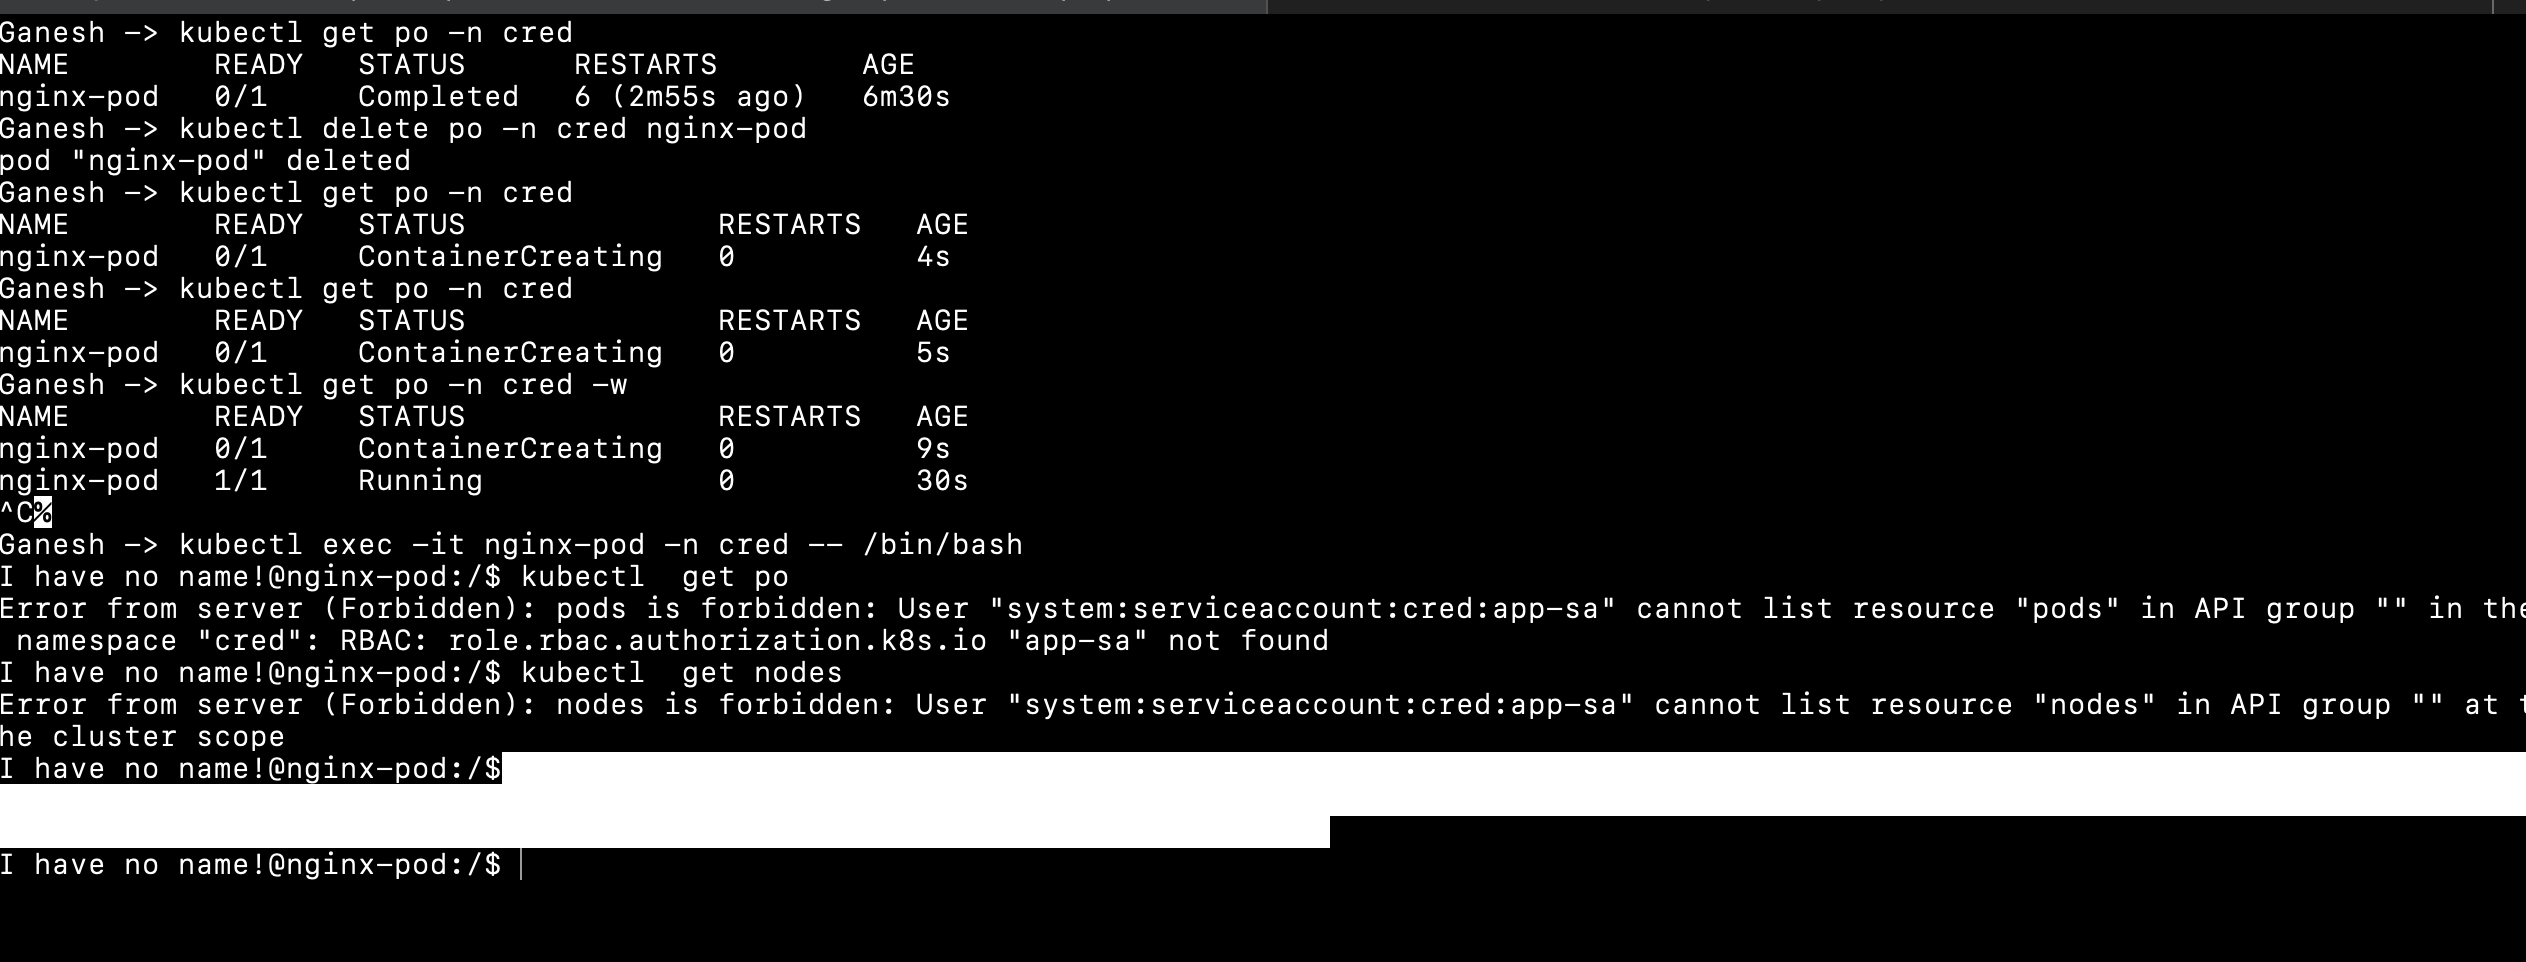 Ganesh -> kubectl get po -n cred
NAME        READY   STATUS      RESTARTS        AGE
nginx-pod   0/1     Completed   6 (2m55s ago)   6m30s
Ganesh -> kubectl delete po -n cred nginx-pod
pod "nginx-pod" deleted
Ganesh -> kubectl get po -n cred
NAME        READY   STATUS              RESTARTS   AGE
nginx-pod   0/1     ContainerCreating   0          4s
Ganesh -> kubectl get po -n cred
NAME        READY   STATUS              RESTARTS   AGE
nginx-pod   0/1     ContainerCreating   0          5s
Ganesh -> kubectl get po -n cred -w
NAME        READY   STATUS              RESTARTS   AGE
nginx-pod   0/1     ContainerCreating   0          9s
nginx-pod   1/1     Running             0          30s
^C%
Ganesh -> kubectl exec -it nginx-pod -n cred -- /bin/bash
I have no name!@nginx-pod:/$ kubectl  get po
Error from server (Forbidden): pods is forbidden: User "system:serviceaccount:cred:app-sa" cannot list resource "pods" in API group "" in the
 namespace "cred": RBAC: role.rbac.authorization.k8s.io "app-sa" not found
I have no name!@nginx-pod:/$ kubectl  get nodes
Error from server (Forbidden): nodes is forbidden: User "system:serviceaccount:cred:app-sa" cannot list resource "nodes" in API group "" at t
he cluster scope
I have no name!@nginx-pod:/$
I have no name!@nginx-pod:/$